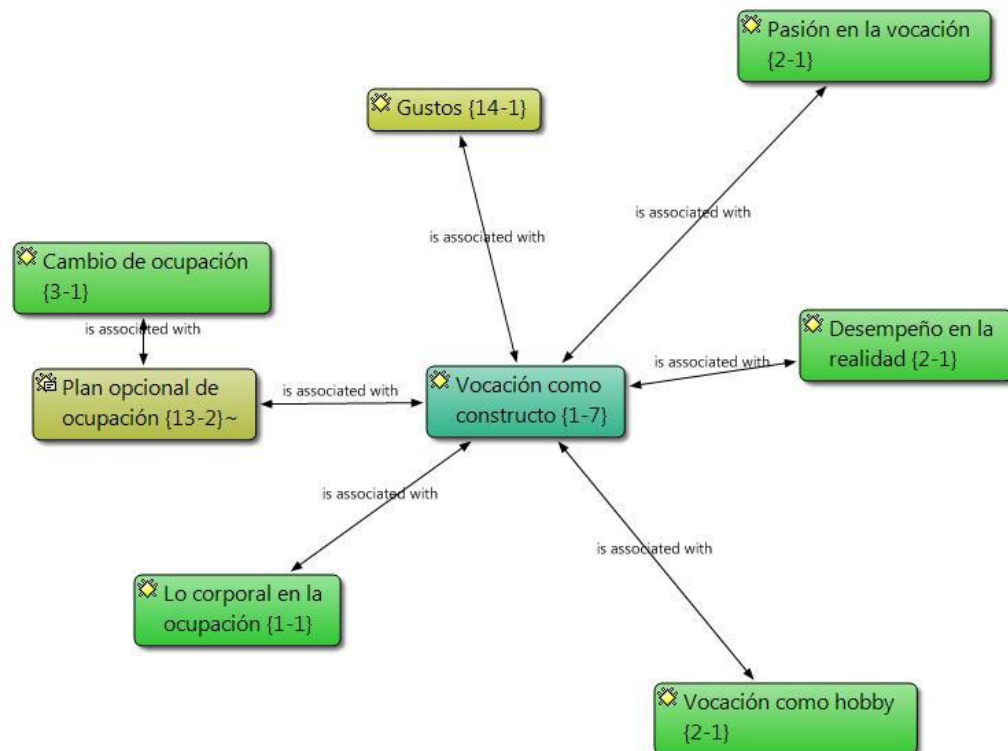 Pasión en la vocación
{2-1}
Gustos {14-1}
is associated with
is associated with
Cambio de ocupación
{3-1}
is associated with
Desempeño en la
realidad {2-1}
is associated with
Plan opcional de
ocupación {13-2}~
is associated with
Vocación como
constructo {1-7}
is associated with
is associated with
Lo corporal en la
ocupación {1-1}
Vocación como hobby
{2-1}